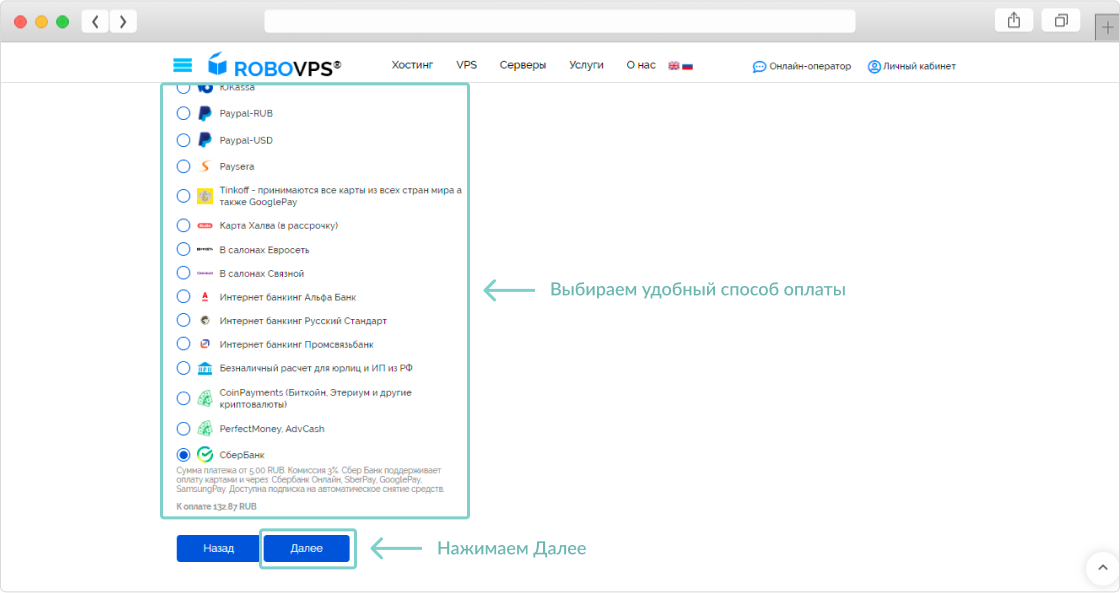 ROBOVPS®
Хостинг VPS Серверы Услуги О нас Онлайн-оператор Личный кабинет
ЮKassa
Paypal-RUB
Paypal-USD
Paysera
Tinkoff - принимаются все карты из всех стран мира а
также GooglePay
Карта Халва (в рассрочку)
В салонах Евросеть
В салонах Связной
Интернет банкинг Альфа Банк
Выбираем удобный способ оплаты
Интернет банкинг Русский Стандарт
Интернет банкинг Промсвязьбанк
Безналичный расчет для юрлиц и ИП из РФ
CoinPayments (Биткойн, Этериум и другие
криптовалюты)
PerfectMoney, AdvCash
СберБанк
Сумма платежа от 5.00 RUB. Комиссия 3%. Сбер Банк поддерживает
оплату картами и через: Сбербанк Онлайн, SberPay, GooglePay,
SamsungPay. Доступна подписка на автоматическое снятие средств.
К оплате 132.87 RUB
Назад Далее
Нажимаем Далее